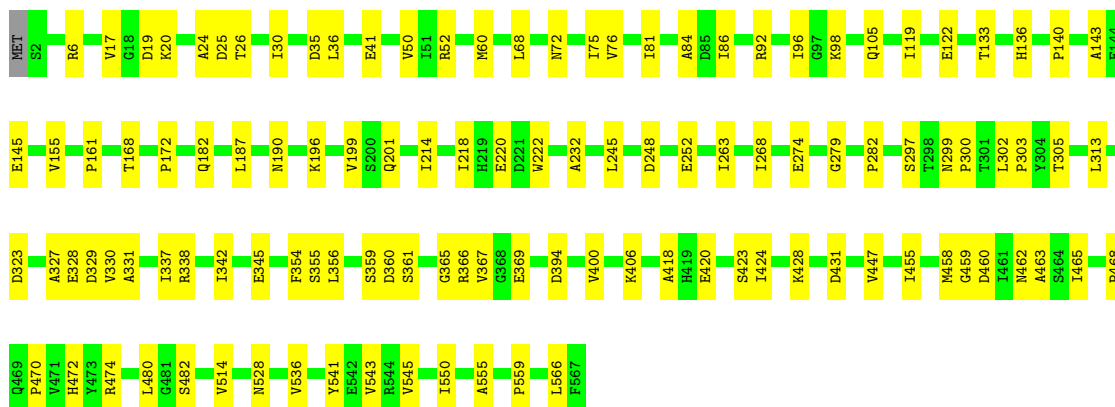 MET S2 R6 V17 G18 D19 K20 A24 D25 T26 I30 D35 L36 E41 V50 I51 R52 M60 L68 N72 I75 V76 I81 A84 D85 I86 R92 I96 G97 K98 Q105 I119 E122 T133 H136 P140 A143 E144
E145 V155 P161 T168 P172 Q182 L187 N190 K196 V199 S200 Q201 I214 I218 H219 E220 D221 W222 A232 L245 D248 E252 I263 I268 E274 G279 P282 S297 T298 N299 P300 T301 L302 P303 Y304 T305 L313
D323 A327 E328 D329 V330 A331 I337 R338 I342 E345 F354 S355 L356 S359 D360 S361 G365 R366 V367 G368 E369 D394 V400 K406 A418 H419 E420 S423 I424 K428 D431 V447 I455 M458 G459 D460 I461 N462 A463 S464 I465
Q469 P470 V471 H472 Y473 R474 L480 G481 S482 V514 N528 V536 Y541 E542 V543 R544 V545 I550 A555 P559 L566 F567